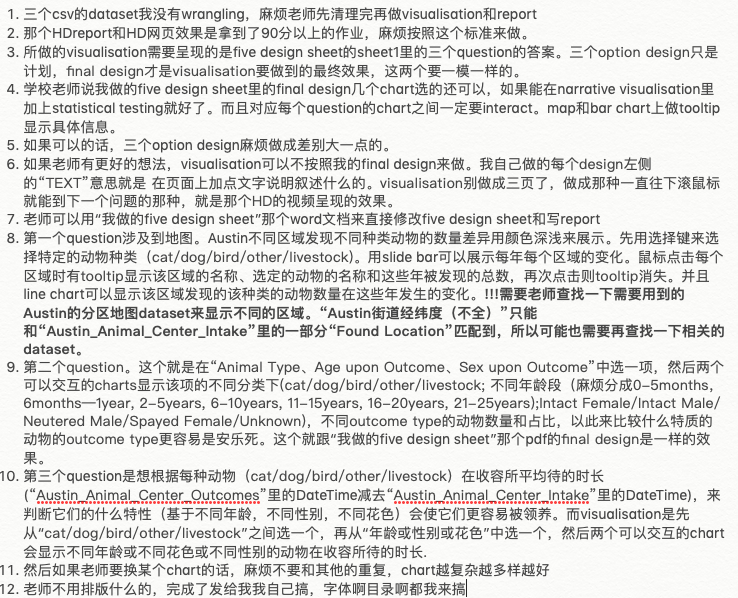 1. 三个csv的dataset我没有wrangling，麻烦老师先清理完再做visualisation和report
2. 那个HDreport和HD网页效果是拿到了90分以上的作业，麻烦按照这个标准来做。
3. 所做的visualisation需要呈现的是five design sheet的sheet1里的三个question的答案。三个option design只是
计划，final design才是visualisation要做到的最终效果，这两个要一模一样的。
4. 学校老师说我做的five design sheet里的final design几个chart选的还可以，如果能在narrative visualisation里
加上statistical testing就好了。而且对应每个question的chart之间一定要interact。map和bar chart上做tooltip
显示具体信息。
5. 如果可以的话，三个option design麻烦做成差别大一点的。
6. 如果老师有更好的想法，visualisation可以不按照我的final design来做。我自己做的每个design左侧
的“TEXT”意思就是 在页面上加点文字说明叙述什么的。visualisation别做成三页了，做成那种一直往下滚鼠标
就能到下一个问题的那种，就是那个HD的视频呈现的效果。
7. 老师可以用“我做的five design sheet”那个word文档来直接修改five design sheet和写report
8. 第一个question涉及到地图。Austin不同区域发现不同种类动物的数量差异用颜色深浅来展示。先用选择键来选
择特定的动物种类（cat/dog/bird/other/livestock)。用slide bar可以展示每年每个区域的变化。鼠标点击每个
区域时有tooltip显示该区域的名称、选定的动物的名称和这些年被发现的总数，再次点击则tooltip消失。并且
line chart可以显示该区域发现的该种类的动物数量在这些年发生的变化。!!!需要老师查找一下需要用到的
Austin的分区地图dataset来显示不同的区域。“Austin街道经纬度（不全）”只能
和“Austin_Animal_Center_Intake”里的一部分“Found Location”匹配到，所以可能也需要再查找一下相关的
dataset。
9. 第二个question。这个就是在“Animal Type、Age upon Outcome、Sex upon Outcome”中选一项，然后两个
可以交互的charts显示该项的不同分类下(cat/dog/bird/other/livestock; 不同年龄段（麻烦分成0-5months,
6months—1year, 2-5years, 6-10years, 11-15years, 16-20years, 21-25years);Intact Female/Intact Male/
Neutered Male/Spayed Female/Unknown)，不同outcome type的动物数量和占比，以此来比较什么特质的
动物的outcome type更容易是安乐死。这个就跟“我做的five design sheet”那个pdf的final design是一样的效
果。
10. 第三个question是想根据每种动物（cat/dog/bird/other/livestock）在收容所平均待的时长
(“Austin_Animal_Center_Outcomes”里的DateTime减去“Austin_Animal_Center_Intake”里的DateTime)，来
判断它们的什么特性（基于不同年龄，不同性别，不同花色）会使它们更容易被领养。而visualisation是先
从“cat/dog/bird/other/livestock”之间选一个，再从“年龄或性别或花色”中选一个，然后两个可以交互的chart
会显示不同年龄或不同花色或不同性别的动物在收容所待的时长.
11. 然后如果老师要换某个chart的话，麻烦不要和其他的重复，chart越复杂越多样越好
12. 老师不用排版什么的，完成了发给我我自己搞，字体啊目录啊都我来搞